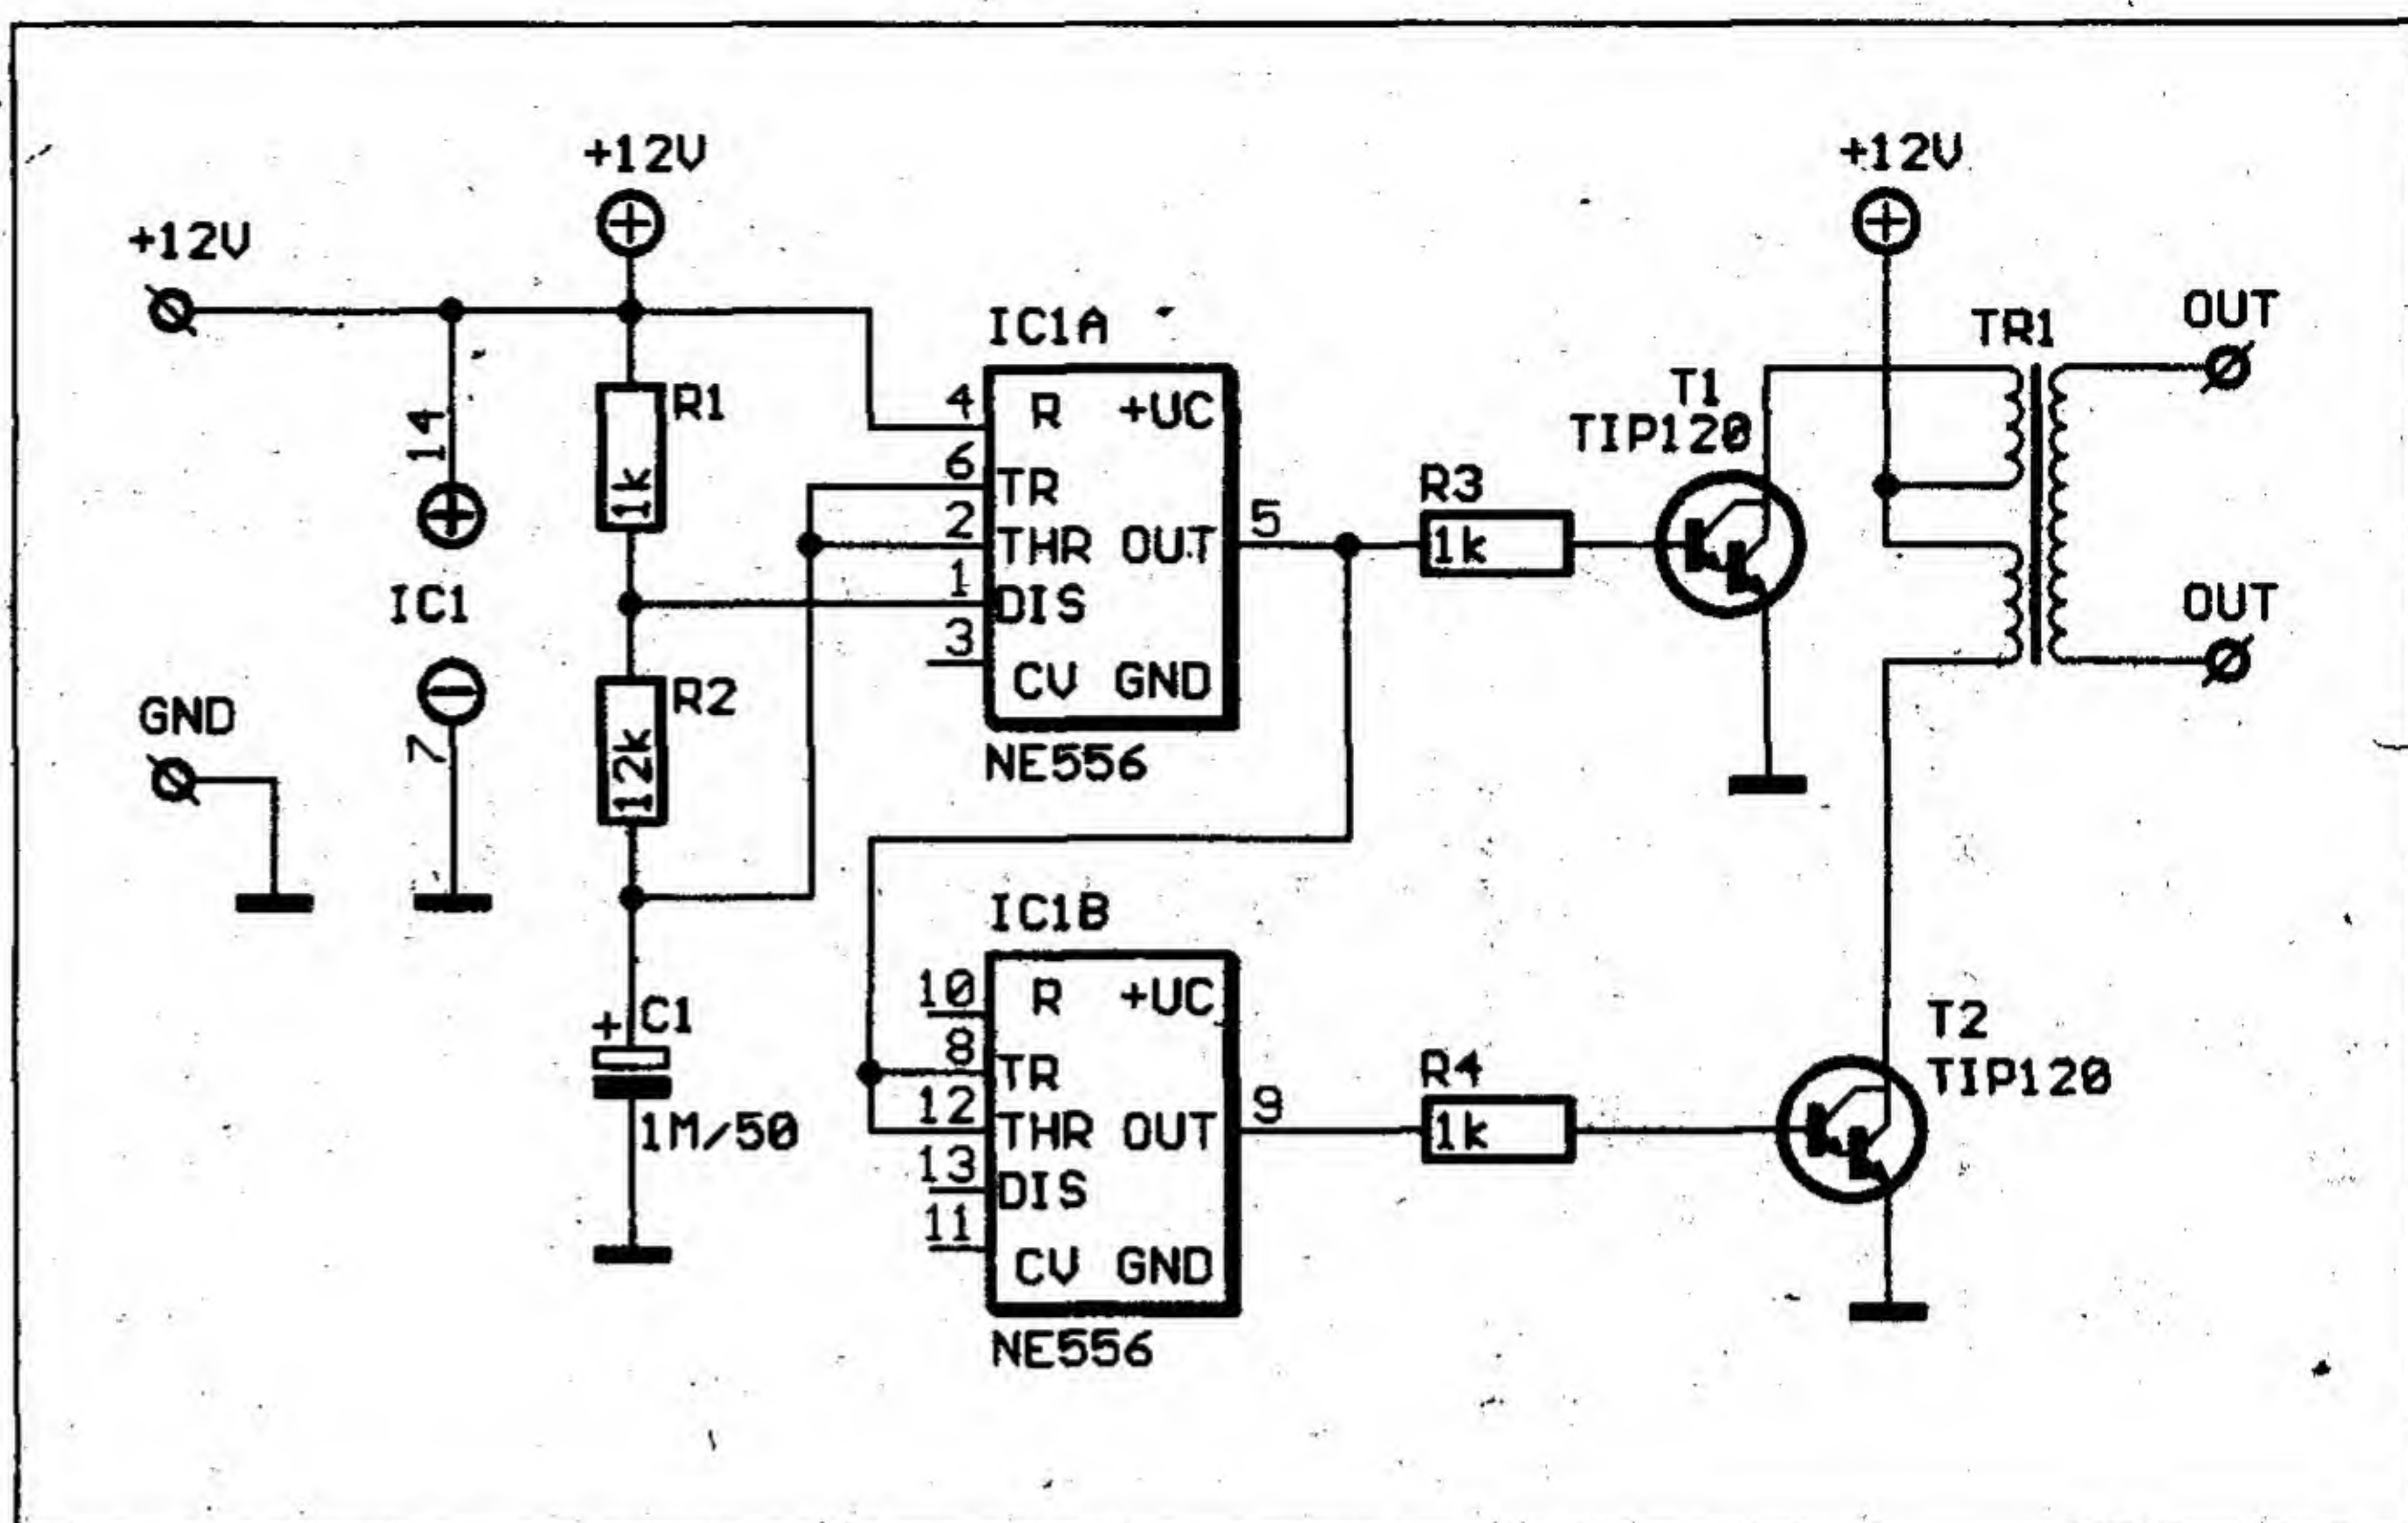 +12V
+12V
+12V
14
IC1
7
GND
R1
1k
R2
12k
+ C1
1M/50
IC1A
4 R +UC
6 TR
2 THR OUT 5
1 DIS
3 CV GND
NE556
IC1B
10 R +UC
8 TR
12 THR OUT 9
13 DIS
11 CV GND
NE556
R3
1k
T1
TIP120
TR1
OUT
OUT
R4
1k
T2
TIP120